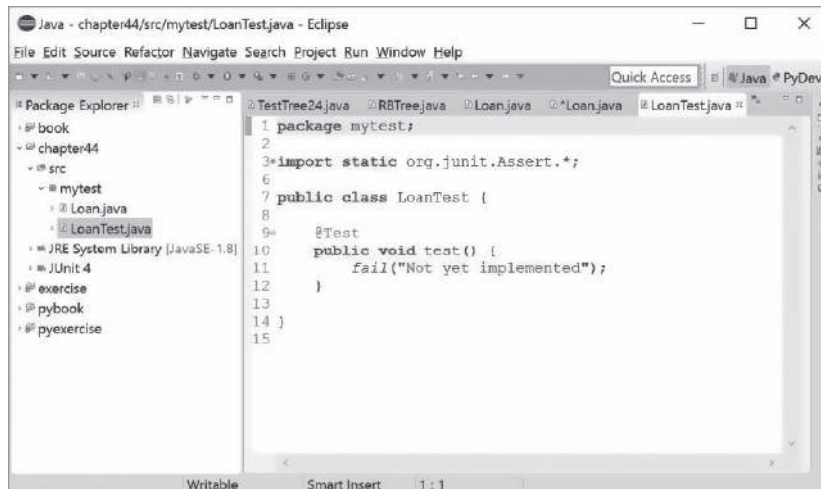 Java - chapter44/src/mytest/LoanTest.java - Eclipse
File Edit Source Refactor Navigate Search Project Run Window Help
Quick Access
Java
PyDev
Package Explorer
TestTree24.java
RBTree.java
Loan.java
*Loan.java
LoanTest.java
book
chapter44
src
mytest
Loan.java
LoanTest.java
JRE System Library [JavaSE-1.8]
JUnit 4
exercise
pybook
pyexercise
1 package mytest;
2
3 import static org.junit.Assert.*;
6
7 public class LoanTest {
8
9 @Test
10 public void test() {
11 fail("Not yet implemented");
12 }
13
14 }
15
Writable
Smart Insert
1 : 1